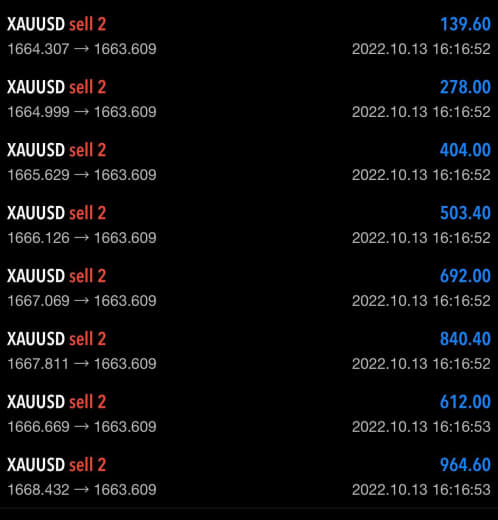 XAUUSD sell 2 139.60
1664.307 → 1663.609 2022.10.13 16:16:52
XAUUSD sell 2 278.00
1664.999 → 1663.609 2022.10.13 16:16:52
XAUUSD sell 2 404.00
1665.629 → 1663.609 2022.10.13 16:16:52
XAUUSD sell 2 503.40
1666.126 → 1663.609 2022.10.13 16:16:52
XAUUSD sell 2 692.00
1667.069 → 1663.609 2022.10.13 16:16:52
XAUUSD sell 2 840.40
1667.811 → 1663.609 2022.10.13 16:16:52
XAUUSD sell 2 612.00
1666.669 → 1663.609 2022.10.13 16:16:53
XAUUSD sell 2 964.60
1668.432 → 1663.609 2022.10.13 16:16:53